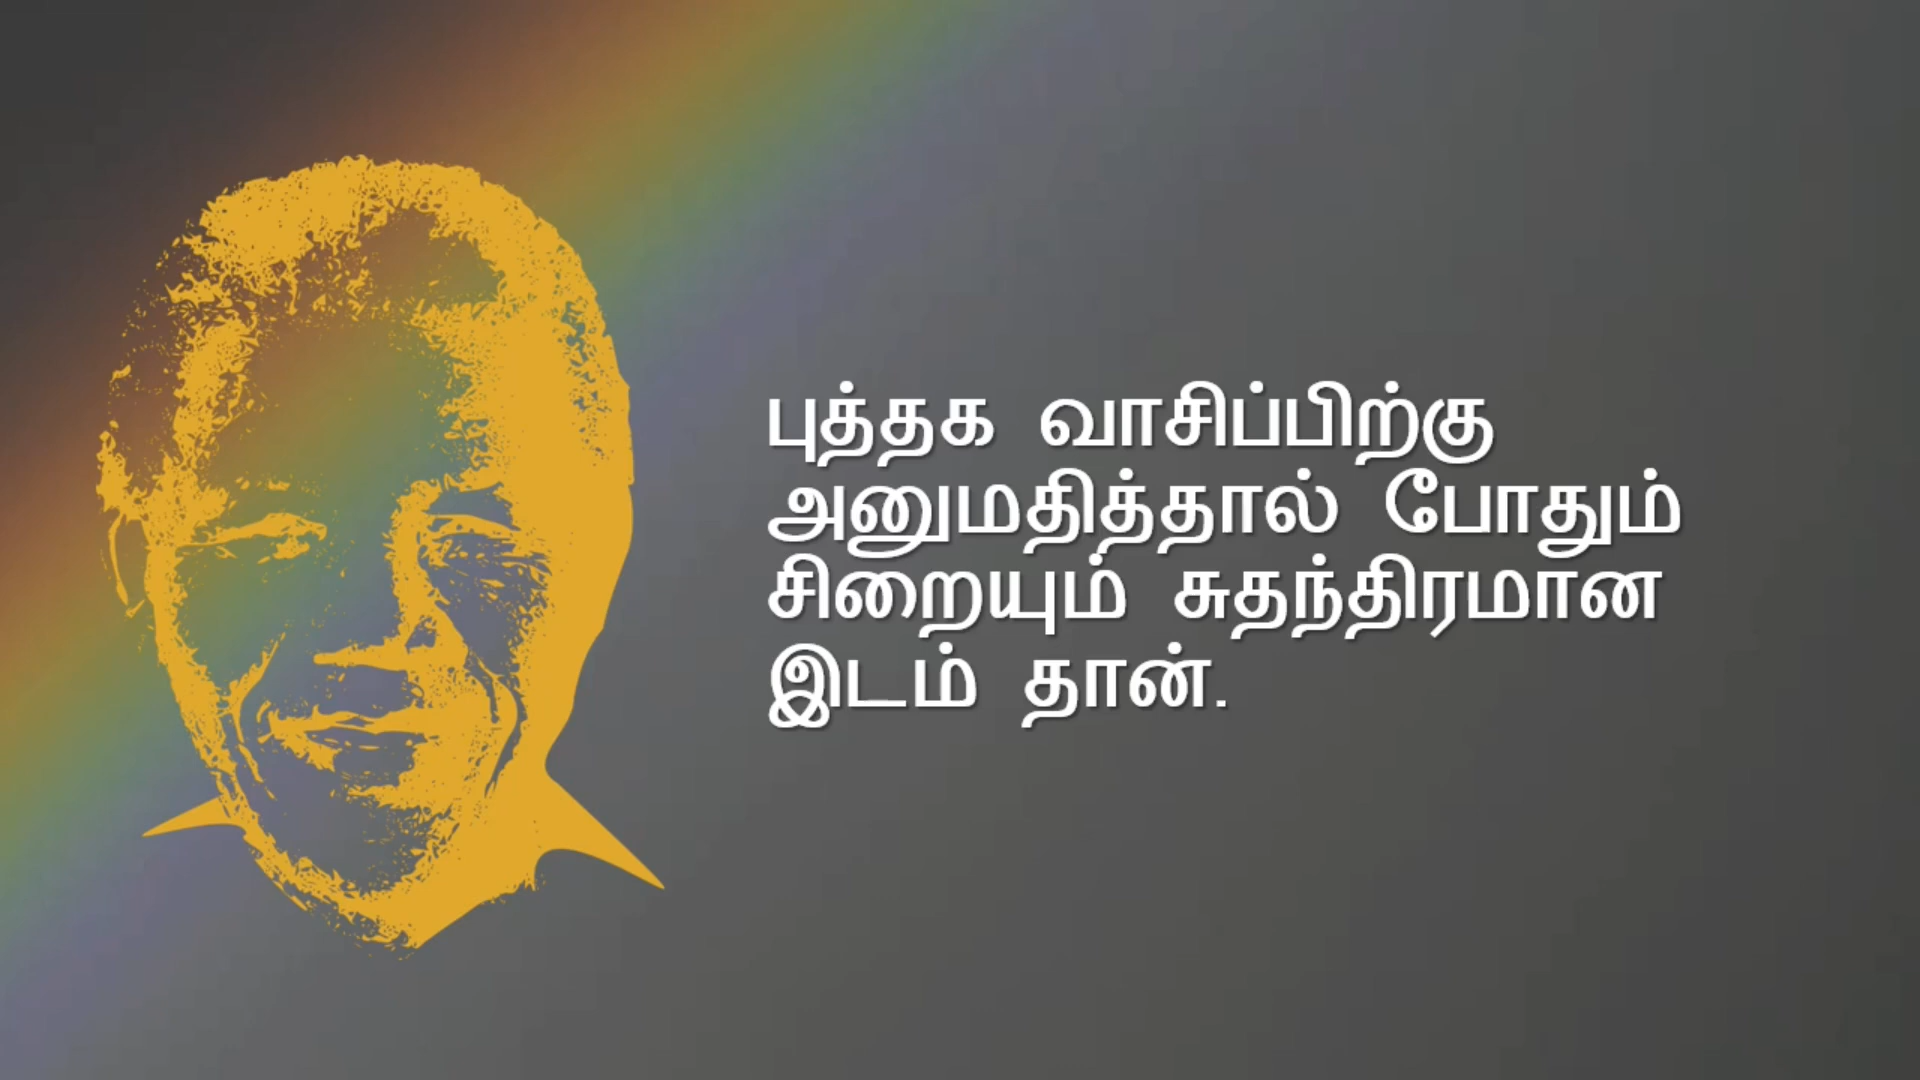 புத்தக வாசிப்பிற்கு
அனுமதித்தால் போதும்
சிறையும் சுதந்திரமான
இடம் தான்.